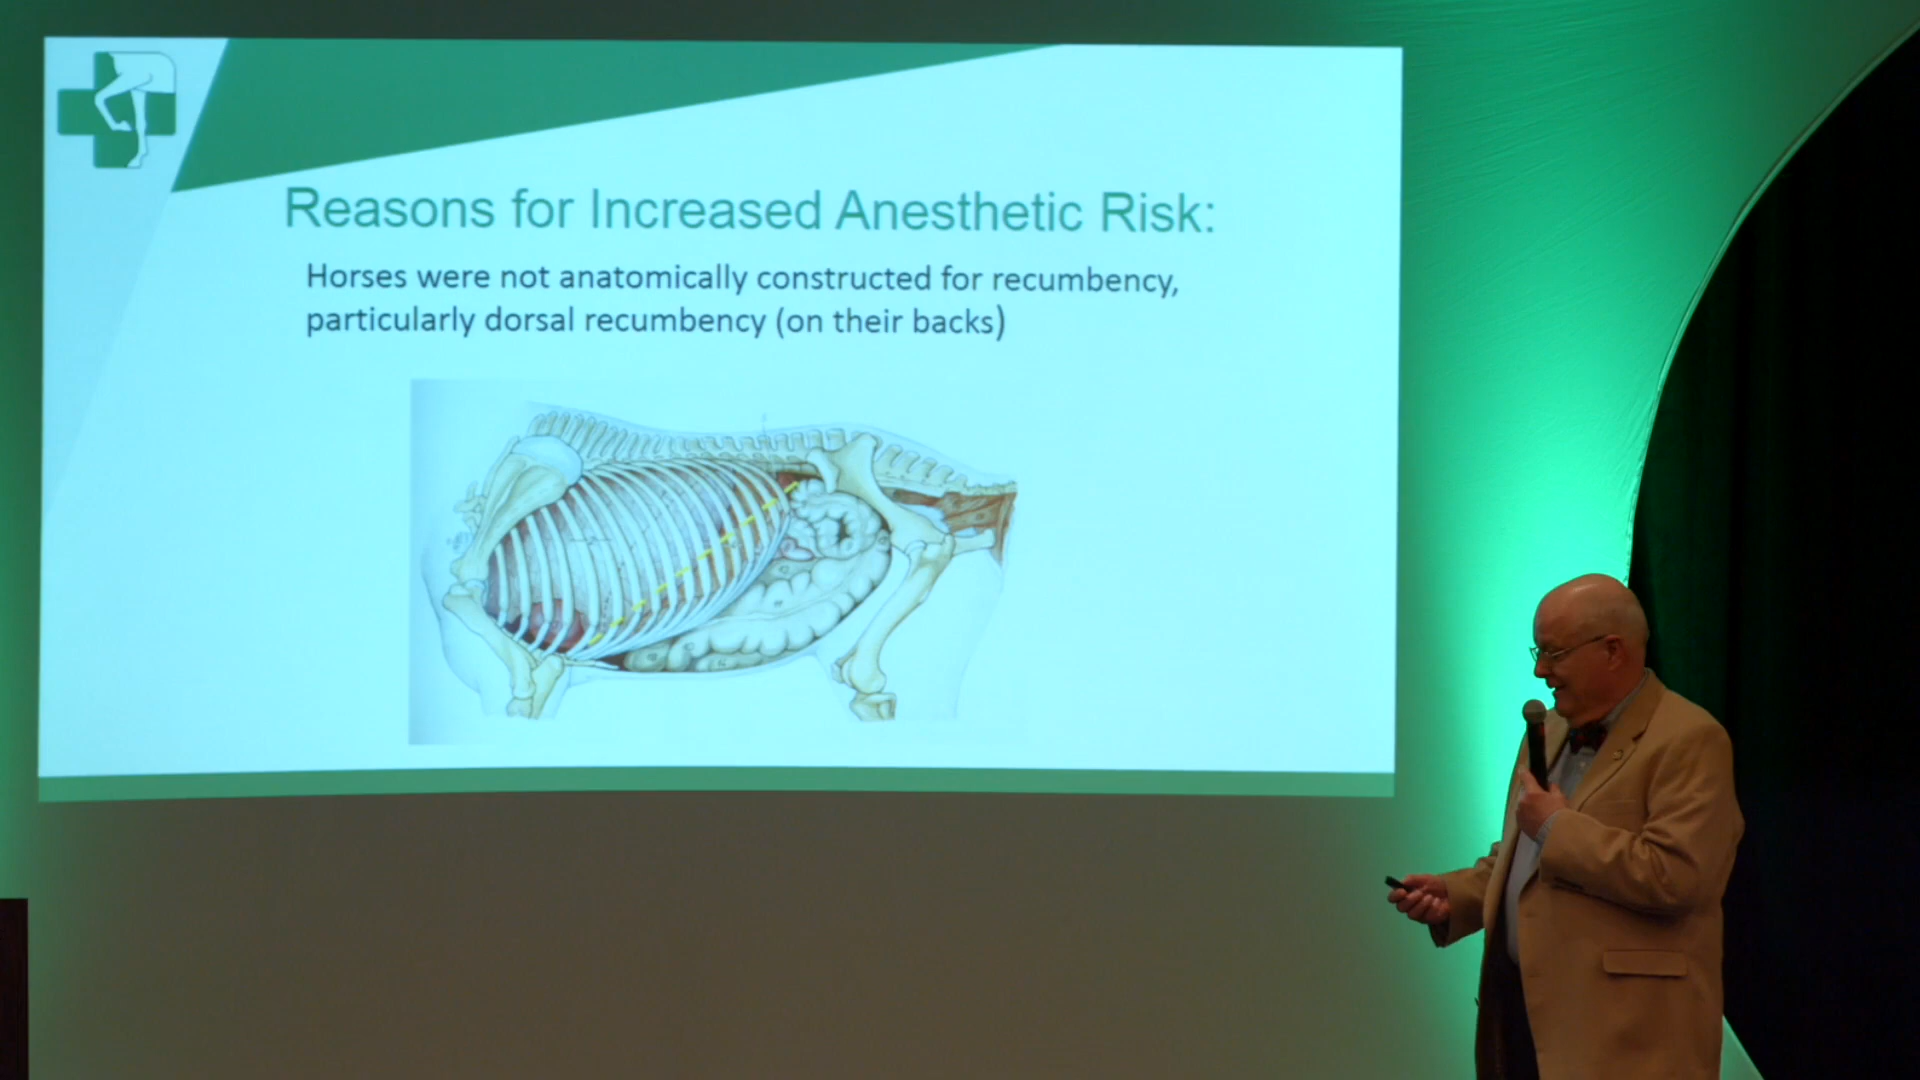 Reasons for Increased Anesthetic Risk:
Horses were not anatomically constructed for recumbency,
particularly dorsal recumbency (on their backs)